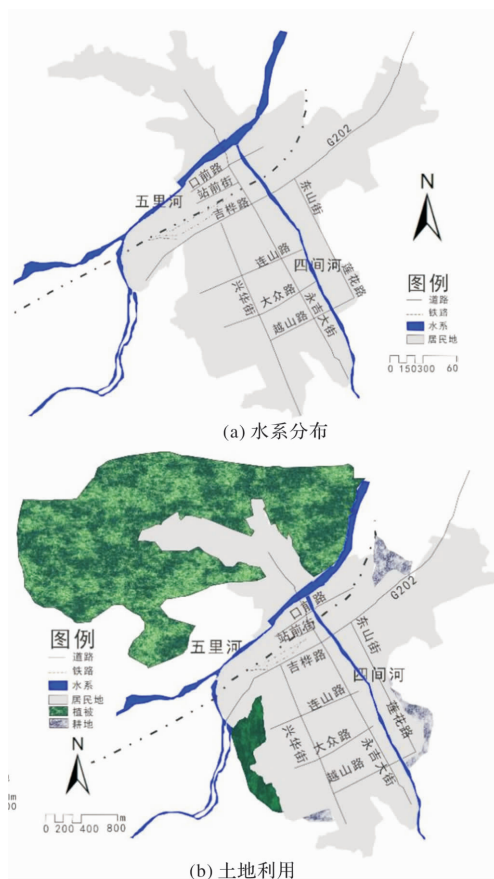 G202
口前路
站前街
五里河
吉桦路
东山街
N
连山路
四间河
莲花路
兴华街
大众路
永吉大街
越山路
图例
道路
铁路
水系
居民地
0 150300 60
(a) 水系分布
G202
口前路
站前街
五里河
东山街
吉桦路
四间河
图例
道路
铁路
水系
居民地
植被
耕地
连山路
莲花路
兴华街
大众路
永吉大街
越山路
N
m
00
0 200 400 800 m
(b) 土地利用